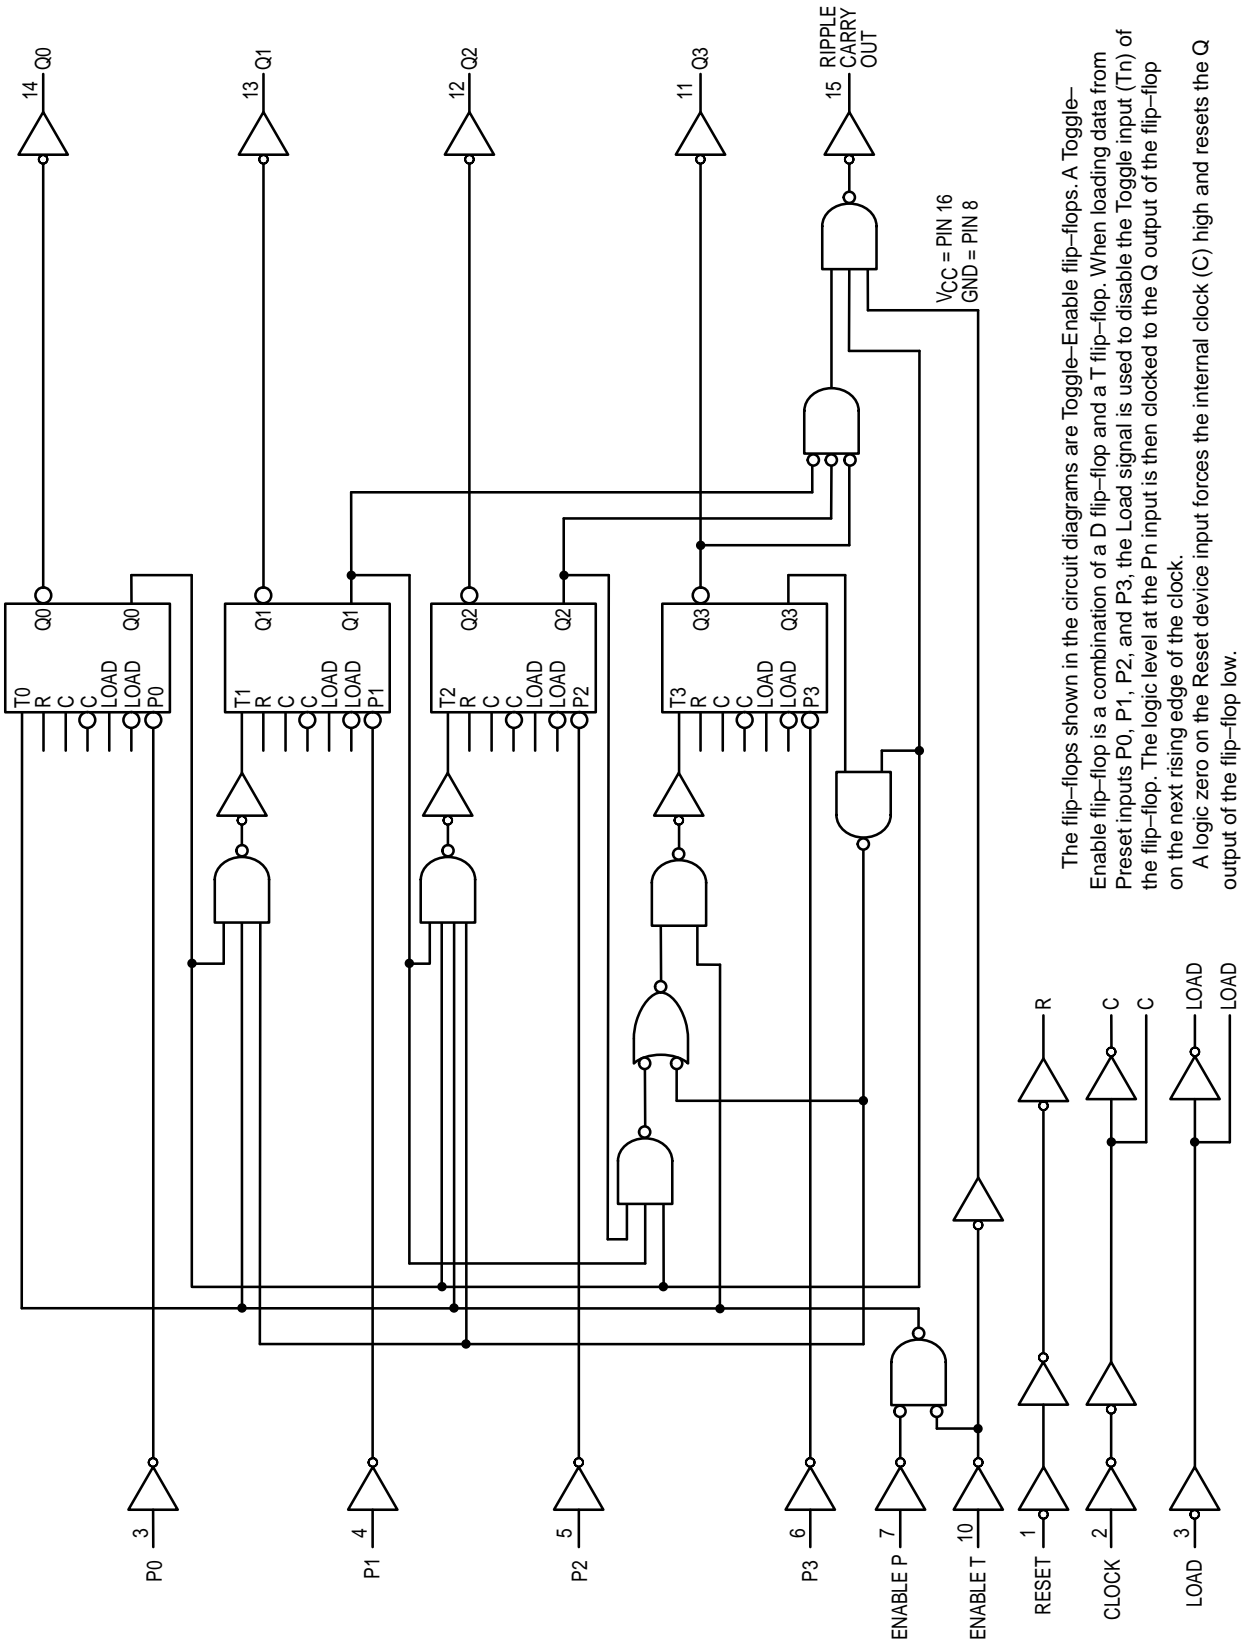 P0
3
P1
4
P2
5
P3
6
ENABLE P
7
ENABLE T
10
RESET
1
CLOCK
2
LOAD
3
R
C
C
LOAD
LOAD
T0
R
C
C
LOAD
LOAD
P0
Q0
Q0
T1
R
C
C
LOAD
LOAD
P1
Q1
Q1
T2
R
C
C
LOAD
LOAD
P2
Q2
Q2
T3
R
C
C
LOAD
LOAD
P3
Q3
Q3
14
Q0
13
Q1
12
Q2
11
Q3
15
RIPPLE
CARRY
OUT
VCC = PIN 16
GND = PIN 8
The flip–flops shown in the circuit diagrams are Toggle–Enable flip–flops. A Toggle–
Enable flip–flop is a combination of a D flip–flop and a T flip–flop. When loading data from
Preset inputs P0, P1, P2, and P3, the Load signal is used to disable the Toggle input (Tn) of
the flip–flop. The logic level at the Pn input is then clocked to the Q output of the flip–flop
on the next rising edge of the clock.
A logic zero on the Reset device input forces the internal clock (C) high and resets the Q
output of the flip–flop low.